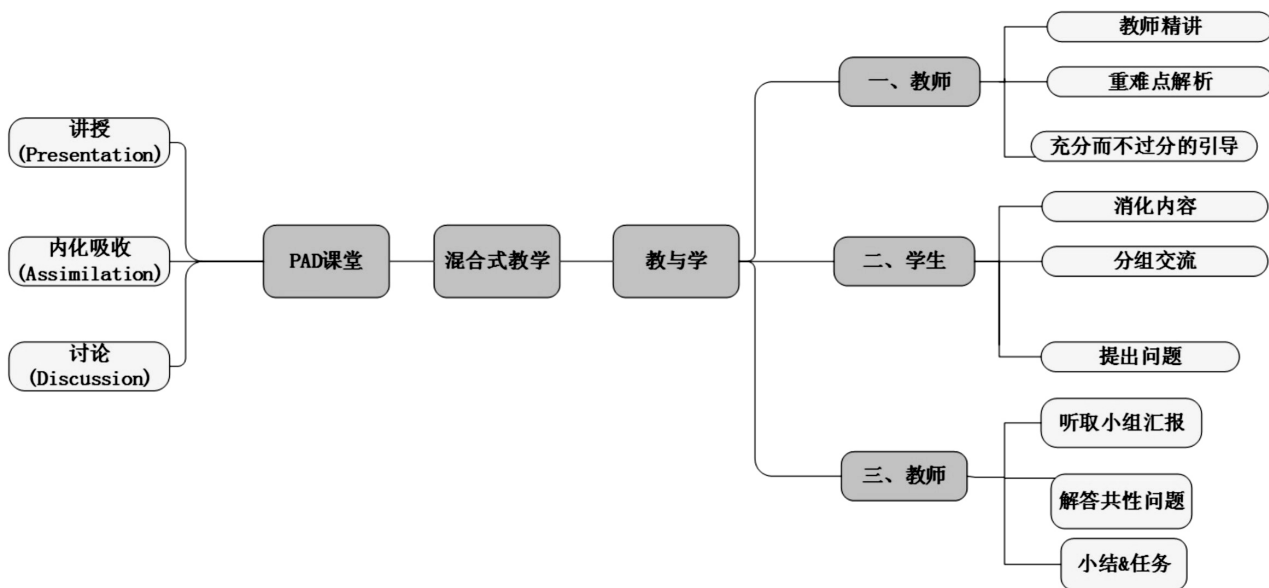 讲授
(Presentation)
内化吸收
(Assimilation)
讨论
(Discussion)
PAD课堂
混合式教学
教与学
一、教师
教师精讲
重难点解析
充分而不过分的引导
二、学生
消化内容
分组交流
提出问题
三、教师
听取小组汇报
解答共性问题
小结&任务